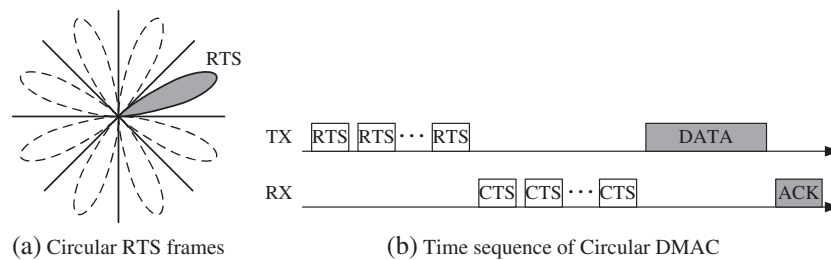 RTS
(a) Circular RTS frames
TX RTS RTS ··· RTS DATA
RX CTS CTS ··· CTS ACK
(b) Time sequence of Circular DMAC